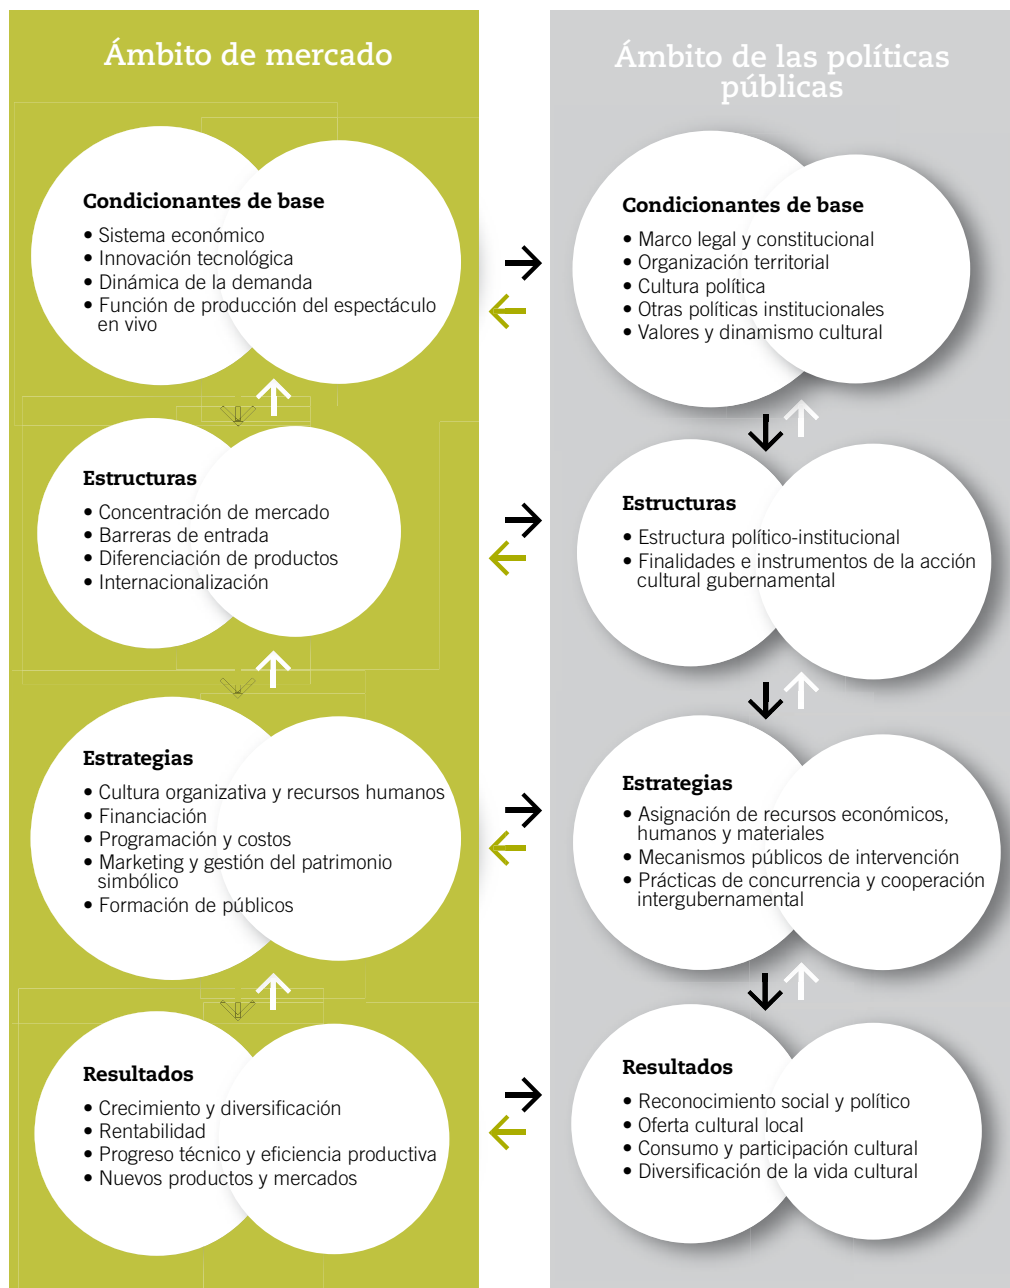 Ámbito de mercado
Condicionantes de base
• Sistema económico
• Innovación tecnológica
• Dinámica de la demanda
• Función de producción del espectáculo
en vivo
Estructuras
• Concentración de mercado
• Barreras de entrada
• Diferenciación de productos
• Internacionalización
Estrategias
• Cultura organizativa y recursos humanos
• Financiación
• Programación y costos
• Marketing y gestión del patrimonio
simbólico
• Formación de públicos
Resultados
• Crecimiento y diversificación
• Rentabilidad
• Progreso técnico y eficiencia productiva
• Nuevos productos y mercados
Ámbito de las políticas
públicas
Condicionantes de base
• Marco legal y constitucional
• Organización territorial
• Cultura política
• Otras políticas institucionales
• Valores y dinamismo cultural
Estructuras
• Estructura político-institucional
• Finalidades e instrumentos de la acción
cultural gubernamental
Estrategias
• Asignación de recursos económicos,
humanos y materiales
• Mecanismos públicos de intervención
• Prácticas de concurrencia y cooperación
intergubernamental
Resultados
• Reconocimiento social y político
• Oferta cultural local
• Consumo y participación cultural
• Diversificación de la vida cultural